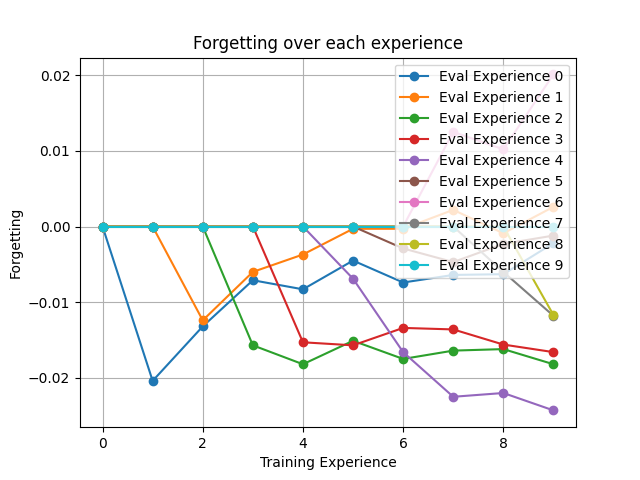 Forgetting over each experience
0.02
0.01
0.00
−0.01
−0.02
Forgetting
0 2 4 6 8
Training Experience
Eval Experience 0
Eval Experience 1
Eval Experience 2
Eval Experience 3
Eval Experience 4
Eval Experience 5
Eval Experience 6
Eval Experience 7
Eval Experience 8
Eval Experience 9